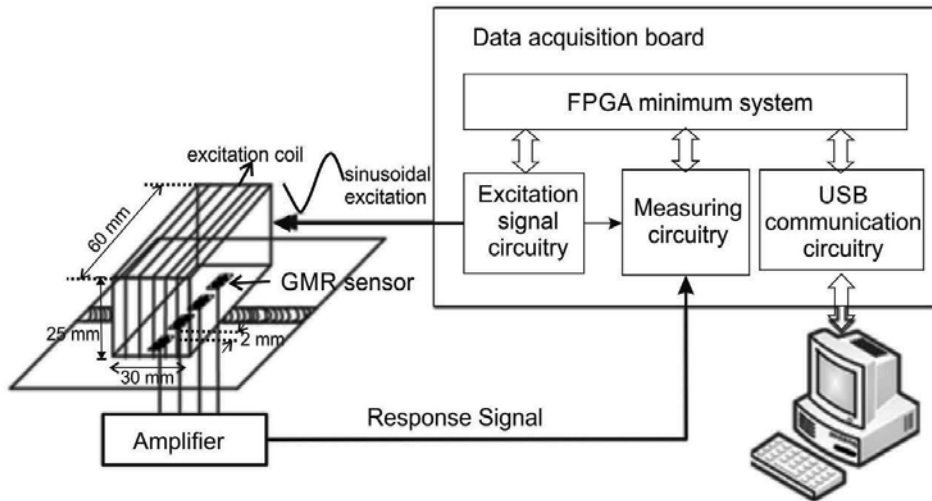 Data acquisition board
FPGA minimum system
excitation coil
sinusoidal
excitation
Excitation
signal
circuitry
Measuring
circuitry
USB
communication
circuitry
60 mm
GMR sensor
25 mm
2 mm
30 mm
Response Signal
Amplifier